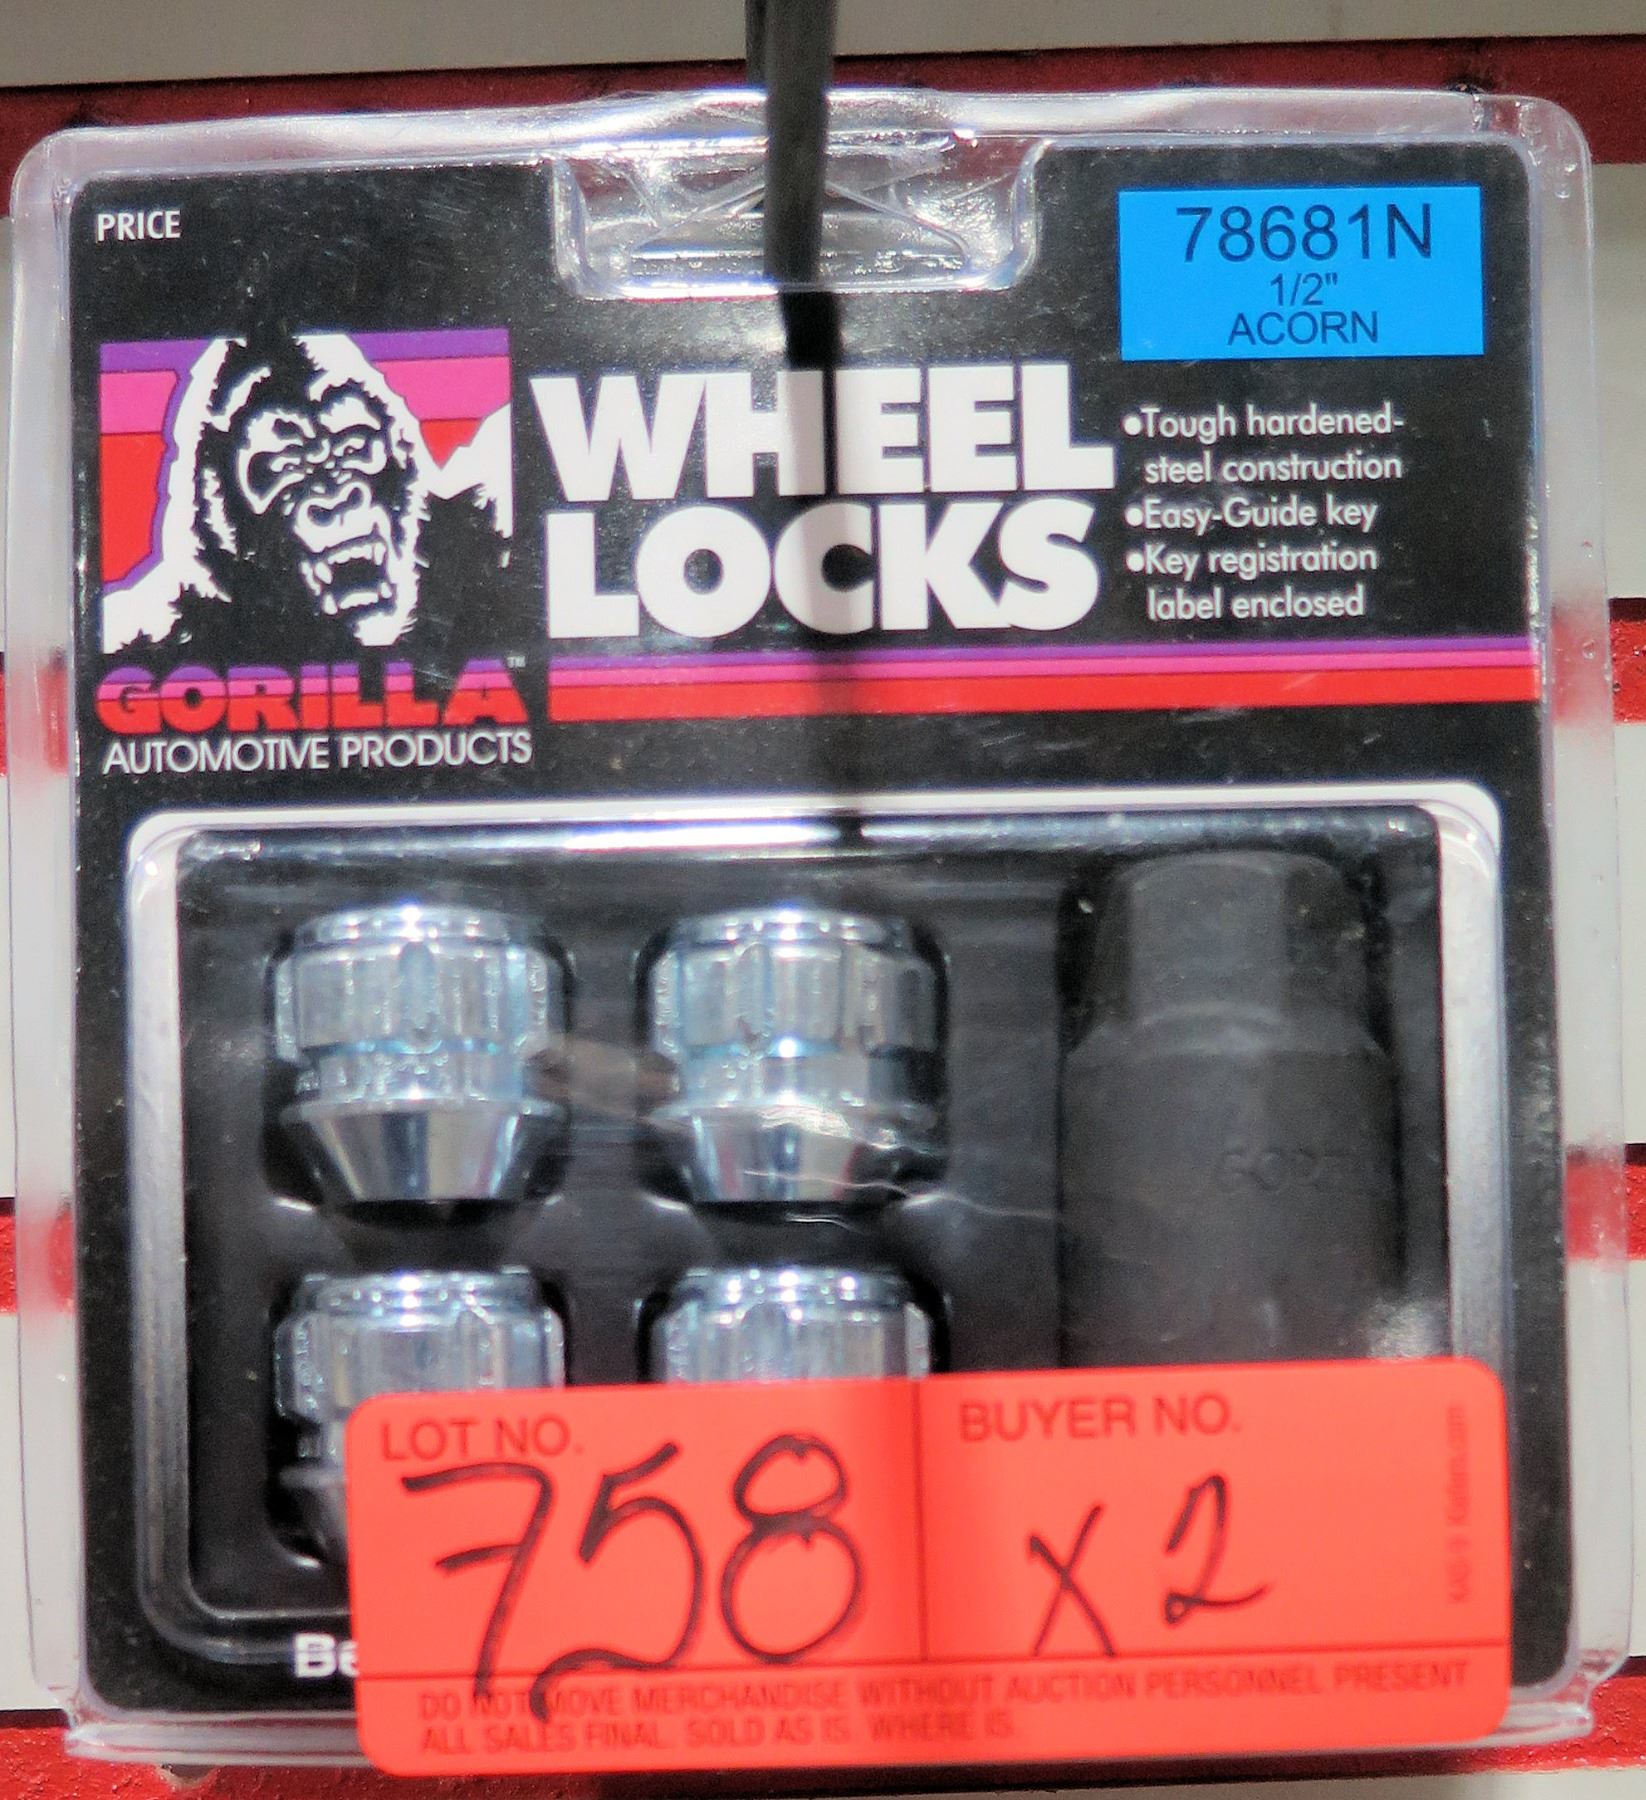 PRICE
78681N
1/2"
ACORN
WHEEL
LOCKS
•Tough hardened-
steel construction
•Easy-Guide key
•Key registration
label enclosed
GORILLA™
AUTOMOTIVE PRODUCTS
LOT NO.
758
BUYER NO.
X2
DO NOT MOVE MERCHANDISE WITHOUT AUCTION PERSONNEL PRESENT
ALL SALES FINAL. SOLD AS IS. WHERE IS.